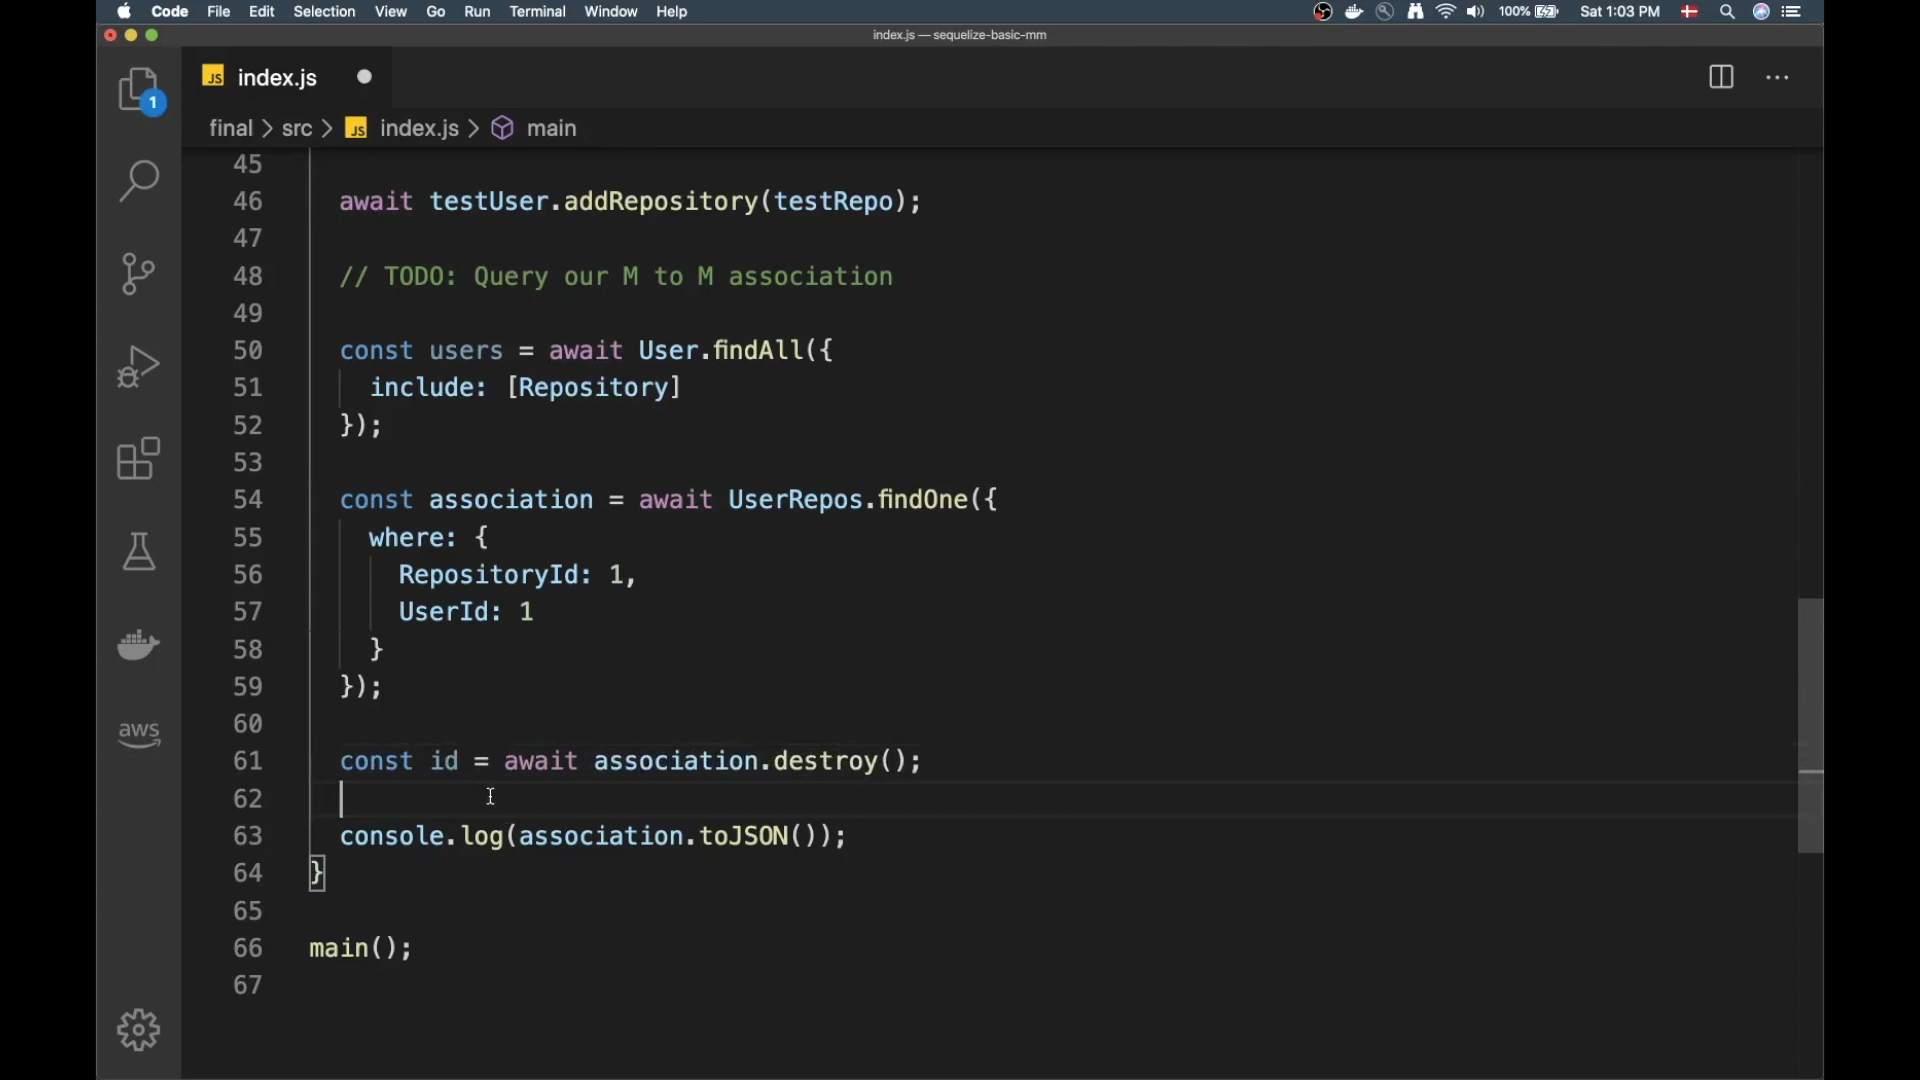 Code File Edit Selection View Go Run Terminal Window Help 100% Sat 1:03 PM
index.js — sequelize-basic-mm
JS index.js
1
final > src > JS index.js > main
45
46 await testUser.addRepository(testRepo);
47
48 // TODO: Query our M to M association
49
50 const users = await User.findAll({
51 include: [Repository]
52 });
53
54 const association = await UserRepos.findOne({
55 where: {
56 RepositoryId: 1,
57 UserId: 1
58 }
59 });
60
61 const id = await association.destroy();
62
63 console.log(association.toJSON());
64 }
65
66 main();
67
aws